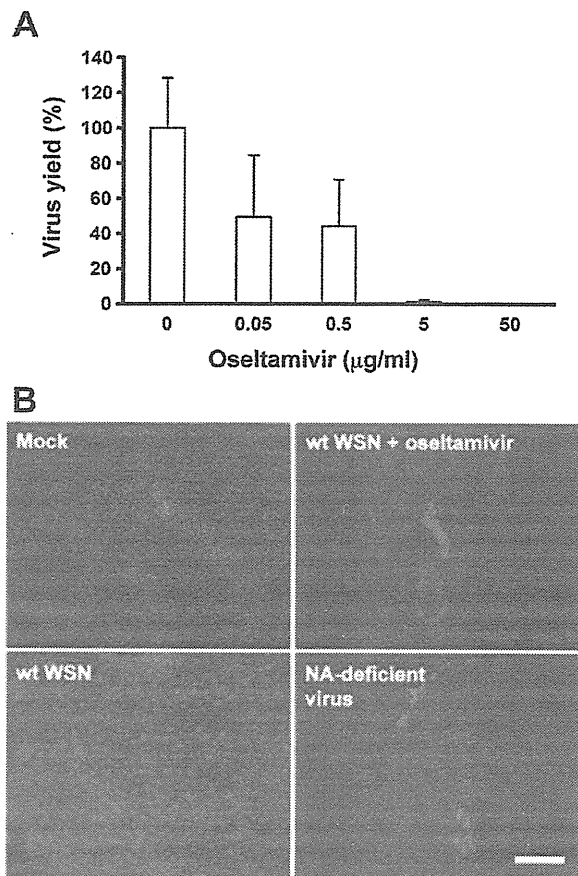 A
140
120
100
80
60
40
20
0
Virus yield (%)
0 0.05 0.5 5 50
Oseltamivir (μg/ml)
B
Mock
wt WSN + oseltamivir
wt WSN
NA-deficient
virus